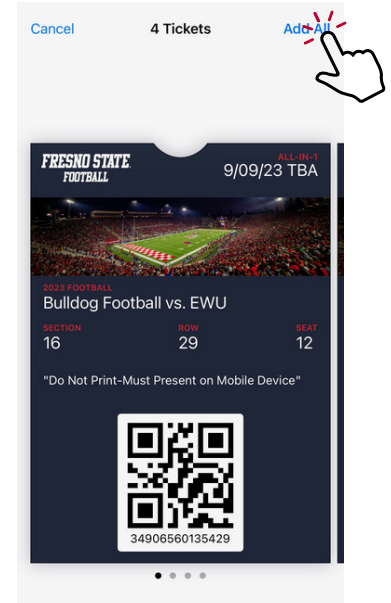 Cancel 4 Tickets Add All
FRESNO STATE
FOOTBALL
ALL-IN-1
9/09/23 TBA
2023 FOOTBALL
Bulldog Football vs. EWU
SECTION ROW SEAT
16 29 12
"Do Not Print-Must Present on Mobile Device"
34906560135429